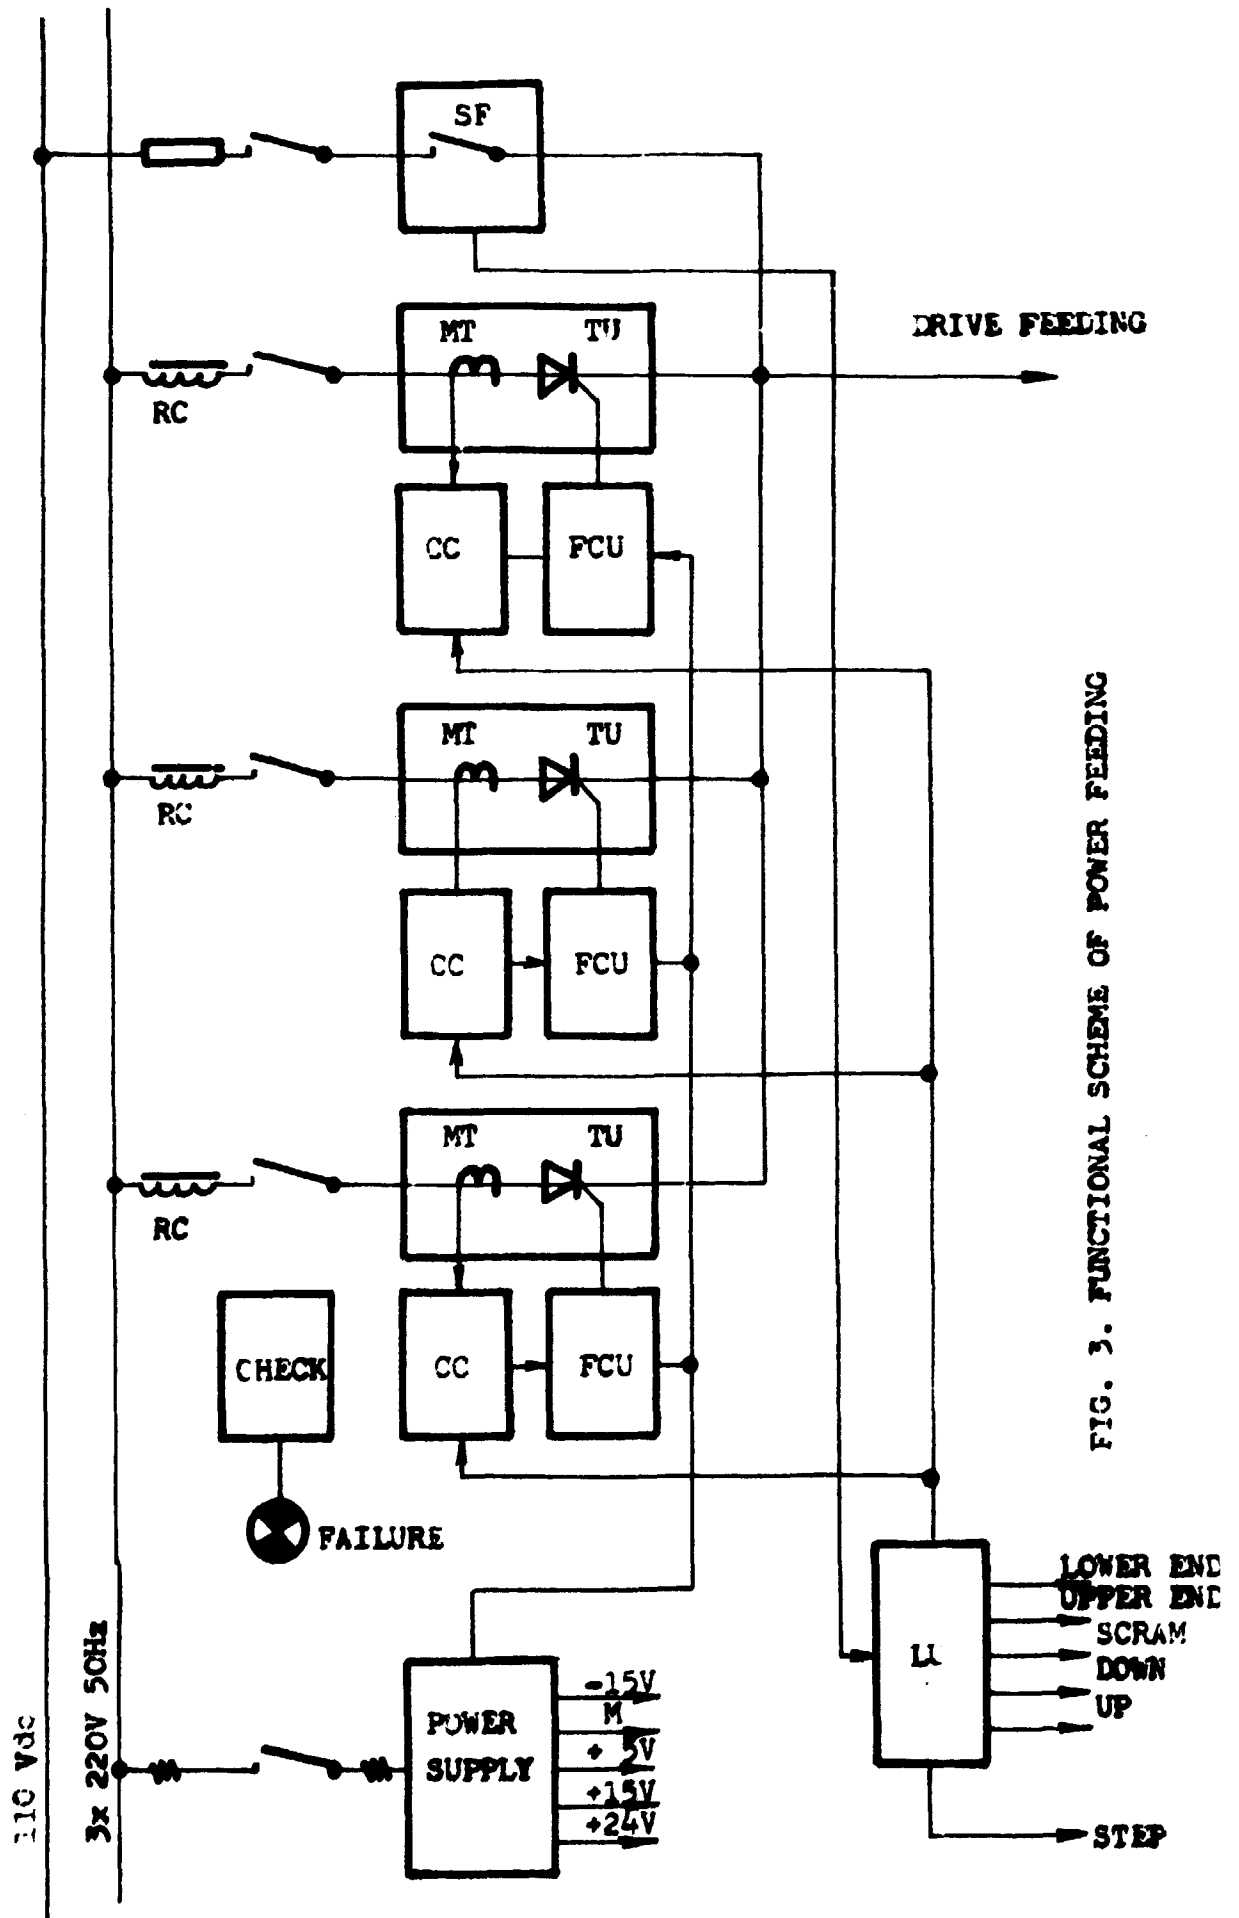 SF
MT TU
DRIVE FEEDING
RC
CC FCU
MT TU
RC
CC FCU
MT TU
RC
CHECK
CC FCU
FAILURE
LOWER END
UPPER END
SCRAM
DOWN
UP
STEP
POWER
SUPPLY
-15V
M
+ 5V
+15V
+24V
110 Vdc
3x 220V 50Hz
FIG. 3. FUNCTIONAL SCHEME OF POWER FEEDING